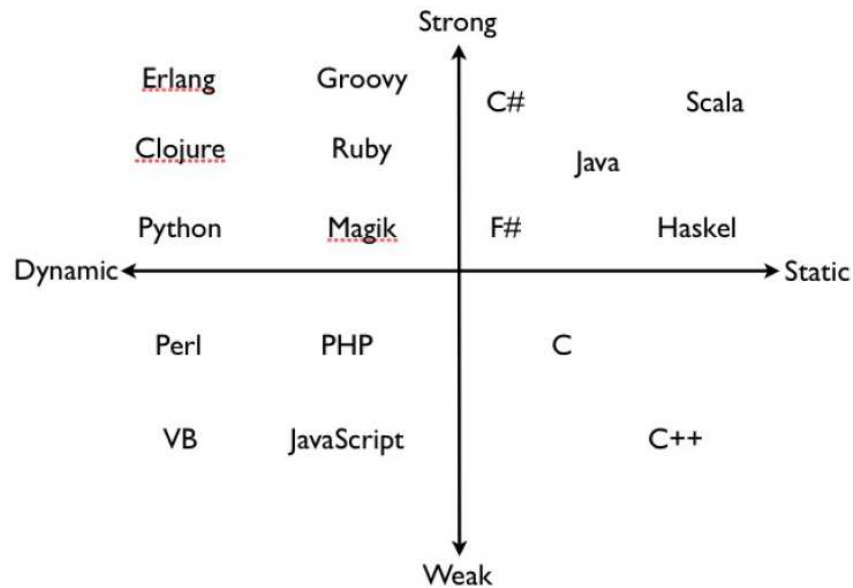 Strong
Erlang Groovy
C# Scala
Clojure Ruby
Java
Python Magik F# Haskel
Dynamic Static
Perl PHP C
VB JavaScript C++
Weak